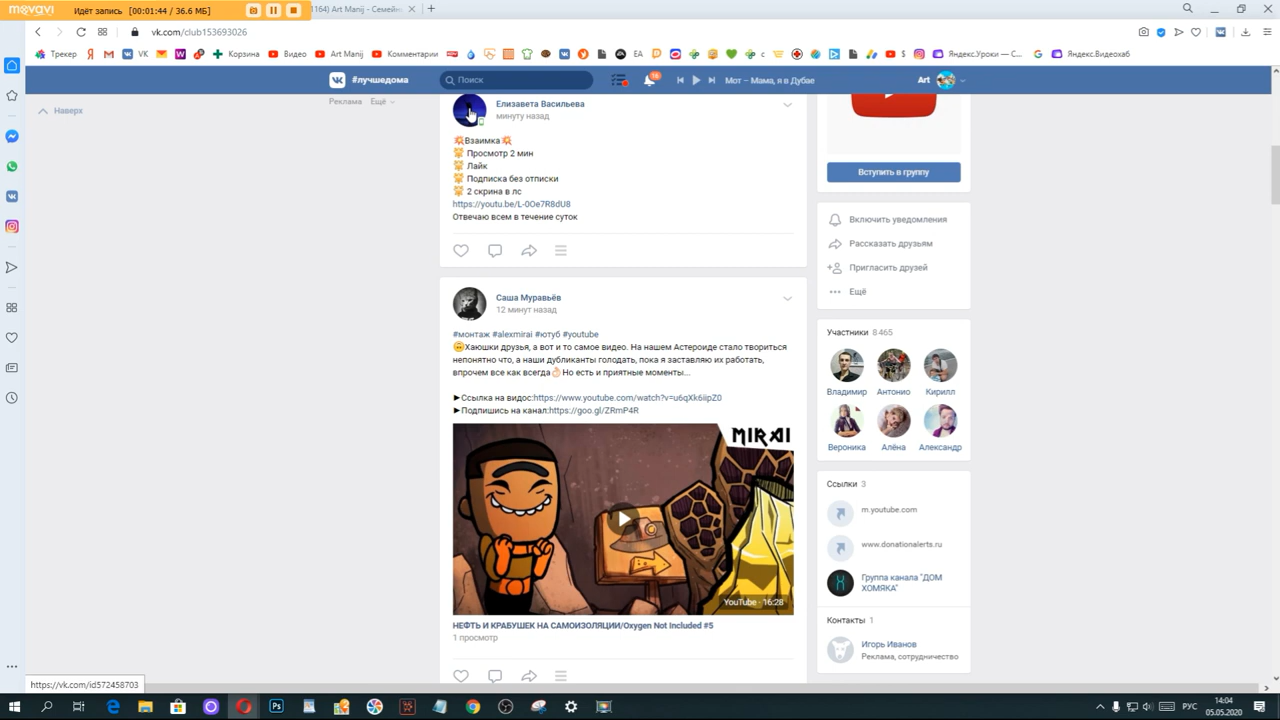 movavi
Идёт запись [00:01:44 / 36.6 МБ]
164) Art Manij - Семейн
vk.com/club153693026
Трекер
VK
Корзина
Видео
Art Manij
Комментарии
EA
с
$
Яндекс.Уроки — С...
Яндекс.Видеохаб
#лучшедома
Поиск
16
Мот – Мама, я в Дубае
Art
Реклама Ещё
Наверх
Елизавета Васильева
минуту назад
Взаимка
Просмотр 2 мин
Лайк
Подписка без отписки
2 скрина в лс
https://youtu.be/L-0Oe7R8dU8
Отвечаю всем в течение суток
Саша Муравьёв
12 минут назад
#монтаж #alexmirai #ютуб #youtube
Хаюшки друзья, а вот и то самое видео. На нашем Астероиде стало твориться
непонятно что, а наши дубликанты голодать, пока я заставляю их работать,
впрочем все как всегда Но есть и приятные моменты...
►Ссылка на видос:https://www.youtube.com/watch?v=u6qXk6iipZ0
►Подпишись на канал:https://goo.gl/ZRmP4R
MIRAI
YouTube · 16:28
НЕФТЬ И КРАБУШЕК НА САМОИЗОЛЯЦИИ/Oxygen Not Included #5
1 просмотр
Вступить в группу
Включить уведомления
Рассказать друзьям
Пригласить друзей
Ещё
Участники 8 465
Владимир Антонио Кирилл
Вероника Алёна Александр
Ссылки 3
m.youtube.com
www.donationalerts.ru
Группа канала "ДОМ
ХОМЯКА"
Контакты 1
Игорь Иванов
Реклама, сотрудничество
https://vk.com/id572458703
РУС
14:04
05.05.2020